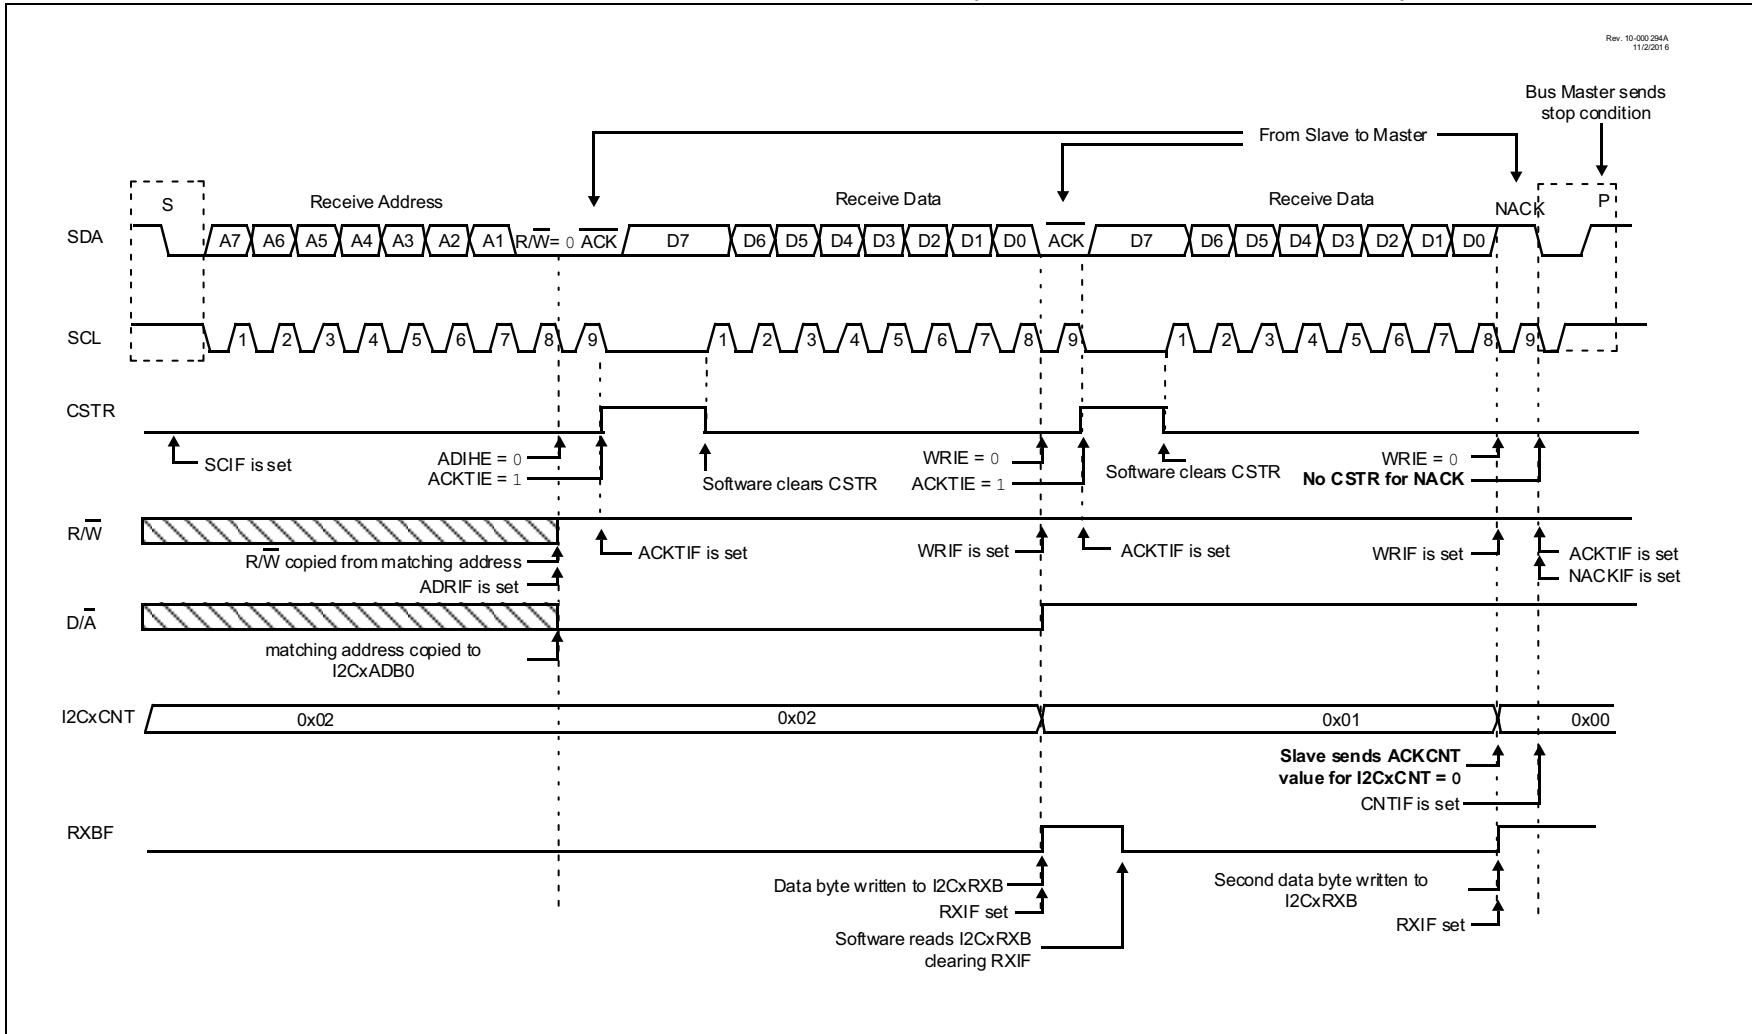 Rev. 10-000 294A
11/2/201 6
Bus Master sends
stop condition
From Slave to Master
S
Receive Address
Receive Data
Receive Data
NACK
P
SDA
A7 A6 A5 A4 A3 A2 A1 R/W= 0 ACK D7 D6 D5 D4 D3 D2 D1 D0 ACK D7 D6 D5 D4 D3 D2 D1 D0
SCL
1 2 3 4 5 6 7 8 9 1 2 3 4 5 6 7 8 9 1 2 3 4 5 6 7 8 9
CSTR
SCIF is set
ADIHE = 0
ACKTIE = 1
Software clears CSTR
WRIE = 0
ACKTIE = 1
Software clears CSTR
WRIE = 0
No CSTR for NACK
R/W
R/W copied from matching address
ADRIF is set
ACKTIF is set
WRIF is set
ACKTIF is set
WRIF is set
ACKTIF is set
NACKIF is set
D/A
matching address copied to
I2CxADB0
I2CxCNT
0x02
0x02
0x01
0x00
Slave sends ACKCNT
value for I2CxCNT = 0
CNTIF is set
RXBF
Data byte written to I2CxRXB
RXIF set
Software reads I2CxRXB
clearing RXIF
Second data byte written to
I2CxRXB
RXIF set